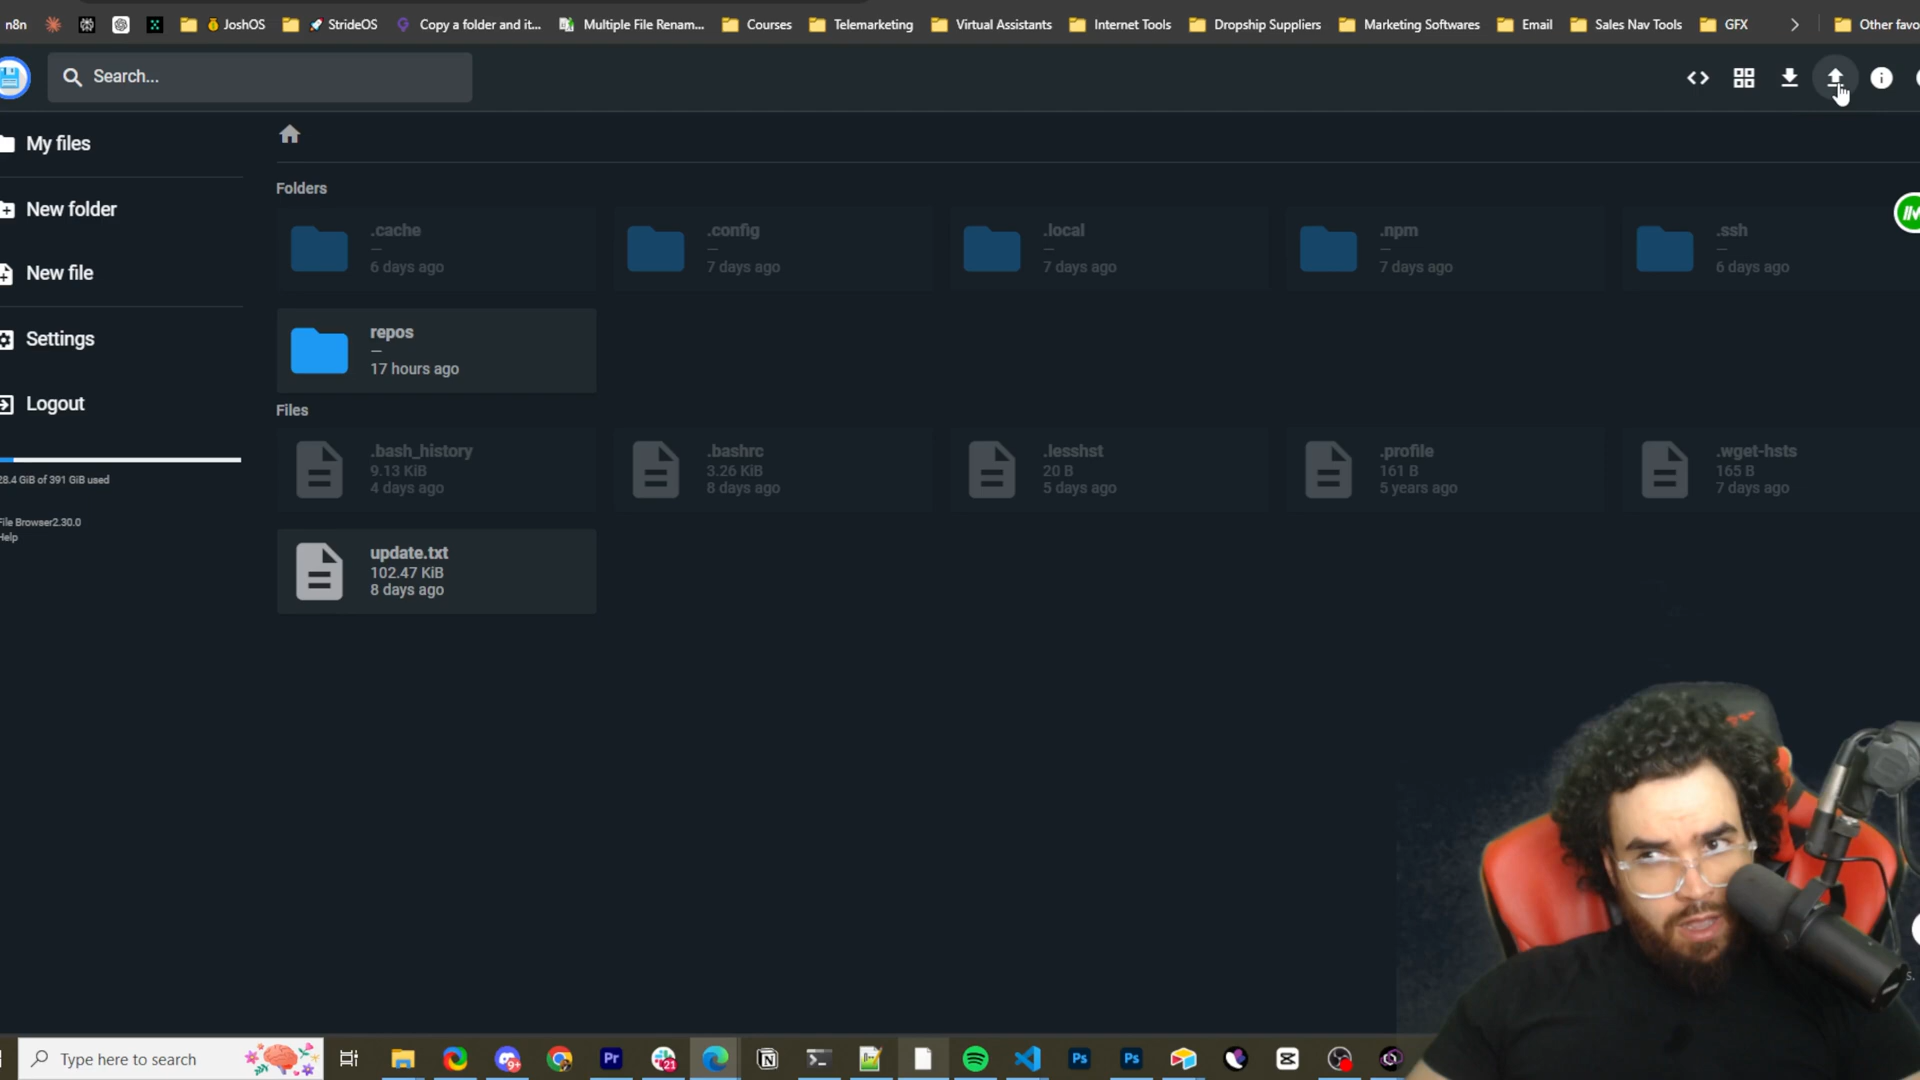 n8n JoshOS StrideOS Copy a folder and it... Multiple File Renam... Courses Telemarketing Virtual Assistants Internet Tools Dropship Suppliers Marketing Softwares Email Sales Nav Tools GFX Other favo
Search...
My files
New folder
New file
Settings
Logout
28.4 GiB of 391 GiB used
File Browser2.30.0
Help
Folders
.cache
—
6 days ago
.config
—
7 days ago
.local
—
7 days ago
.npm
—
7 days ago
.ssh
—
6 days ago
repos
—
17 hours ago
Files
.bash_history
9.13 KiB
4 days ago
.bashrc
3.26 KiB
8 days ago
.lesshst
20 B
5 days ago
.profile
161 B
5 years ago
.wget-hsts
165 B
7 days ago
update.txt
102.47 KiB
8 days ago
s.
Type here to search
9+ Pr 21 Ps Ps